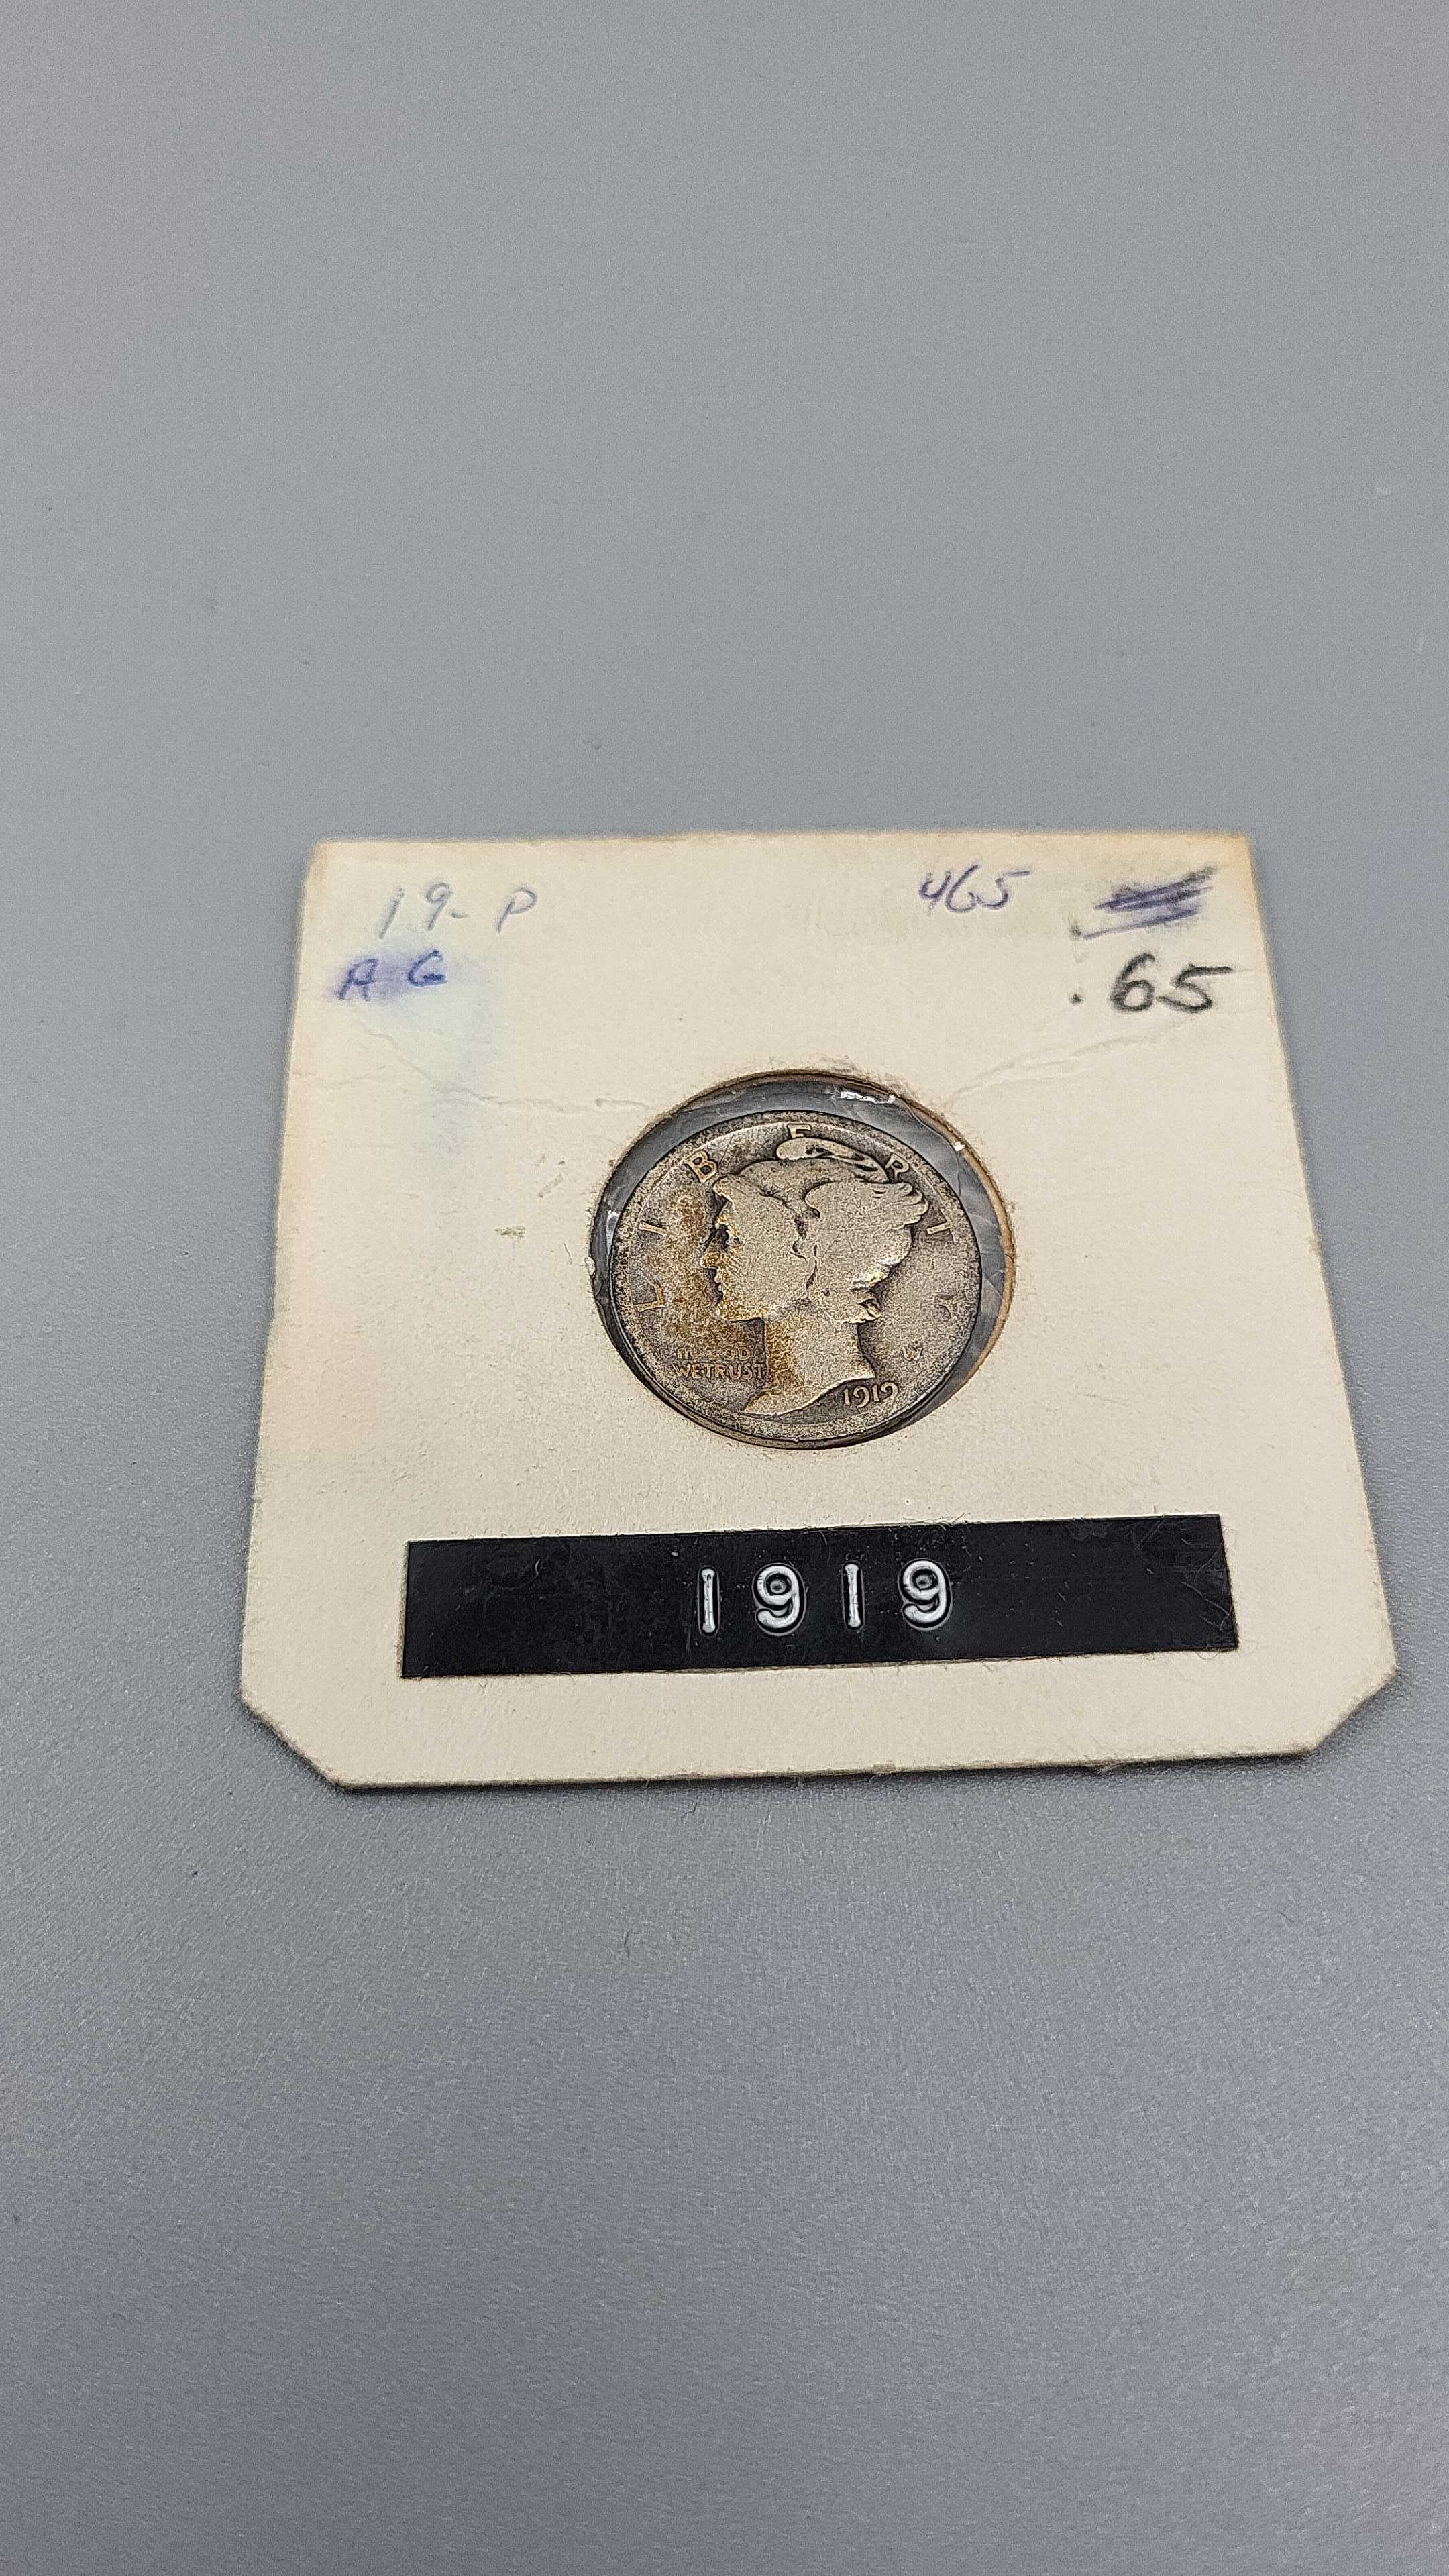 19-P 465
AG .65
LIBERTY
IN GOD
WE TRUST
1919
1919